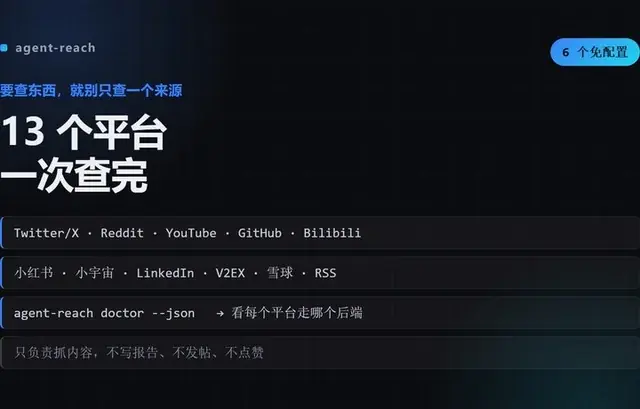 agent-reach
6 个免配置
要查东西，就别只查一个来源
13 个平台
一次查完
Twitter/X · Reddit · YouTube · GitHub · Bilibili
小红书 · 小宇宙 · LinkedIn · V2EX · 雪球 · RSS
agent-reach doctor --json → 看每个平台走哪个后端
只负责抓内容，不写报告、不发帖、不点赞